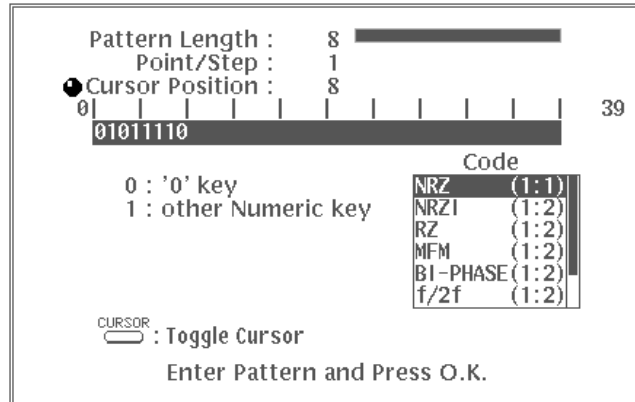 Pattern Length : 8
Point/Step : 1
Cursor Position : 8
0 39
01011110
Code
0 : '0' key
1 : other Numeric key
NRZ (1:1)
NRZI (1:2)
RZ (1:2)
MFM (1:2)
BI-PHASE(1:2)
f/2f (1:2)
CURSOR : Toggle Cursor
Enter Pattern and Press O.K.